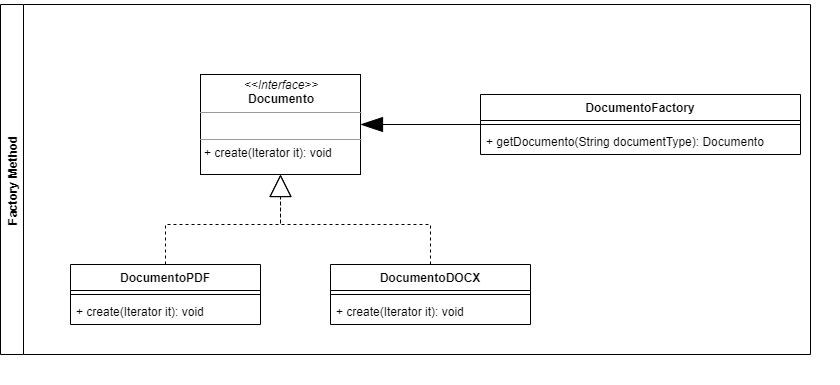 Factory Method
<<Interface>>
Documento
+ create(Iterator it): void
DocumentoFactory
+ getDocumento(String documentType): Documento
DocumentoPDF
+ create(Iterator it): void
DocumentoDOCX
+ create(Iterator it): void